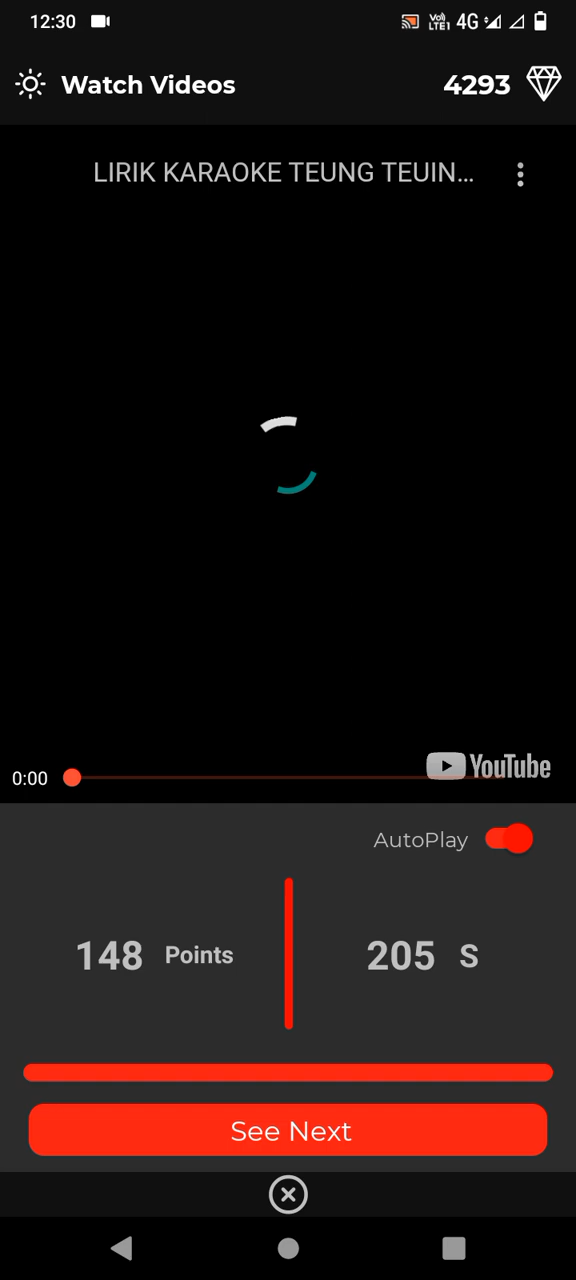 12:30 Vo) LTE1 4G
Watch Videos 4293
LIRIK KARAOKE TEUNG TEUIN...
0:00 YouTube
AutoPlay
148 Points 205 S
See Next